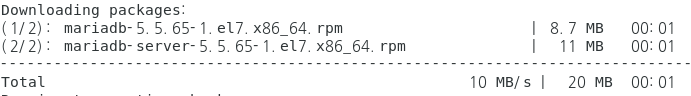 Downloading packages:
(1/2): mariadb-5.5.65-1.el7.x86_64.rpm | 8.7 MB 00:01
(2/2): mariadb-server-5.5.65-1.el7.x86_64.rpm | 11 MB 00:01
--------------------------------------------------------------------------------
Total 10 MB/s | 20 MB 00:01